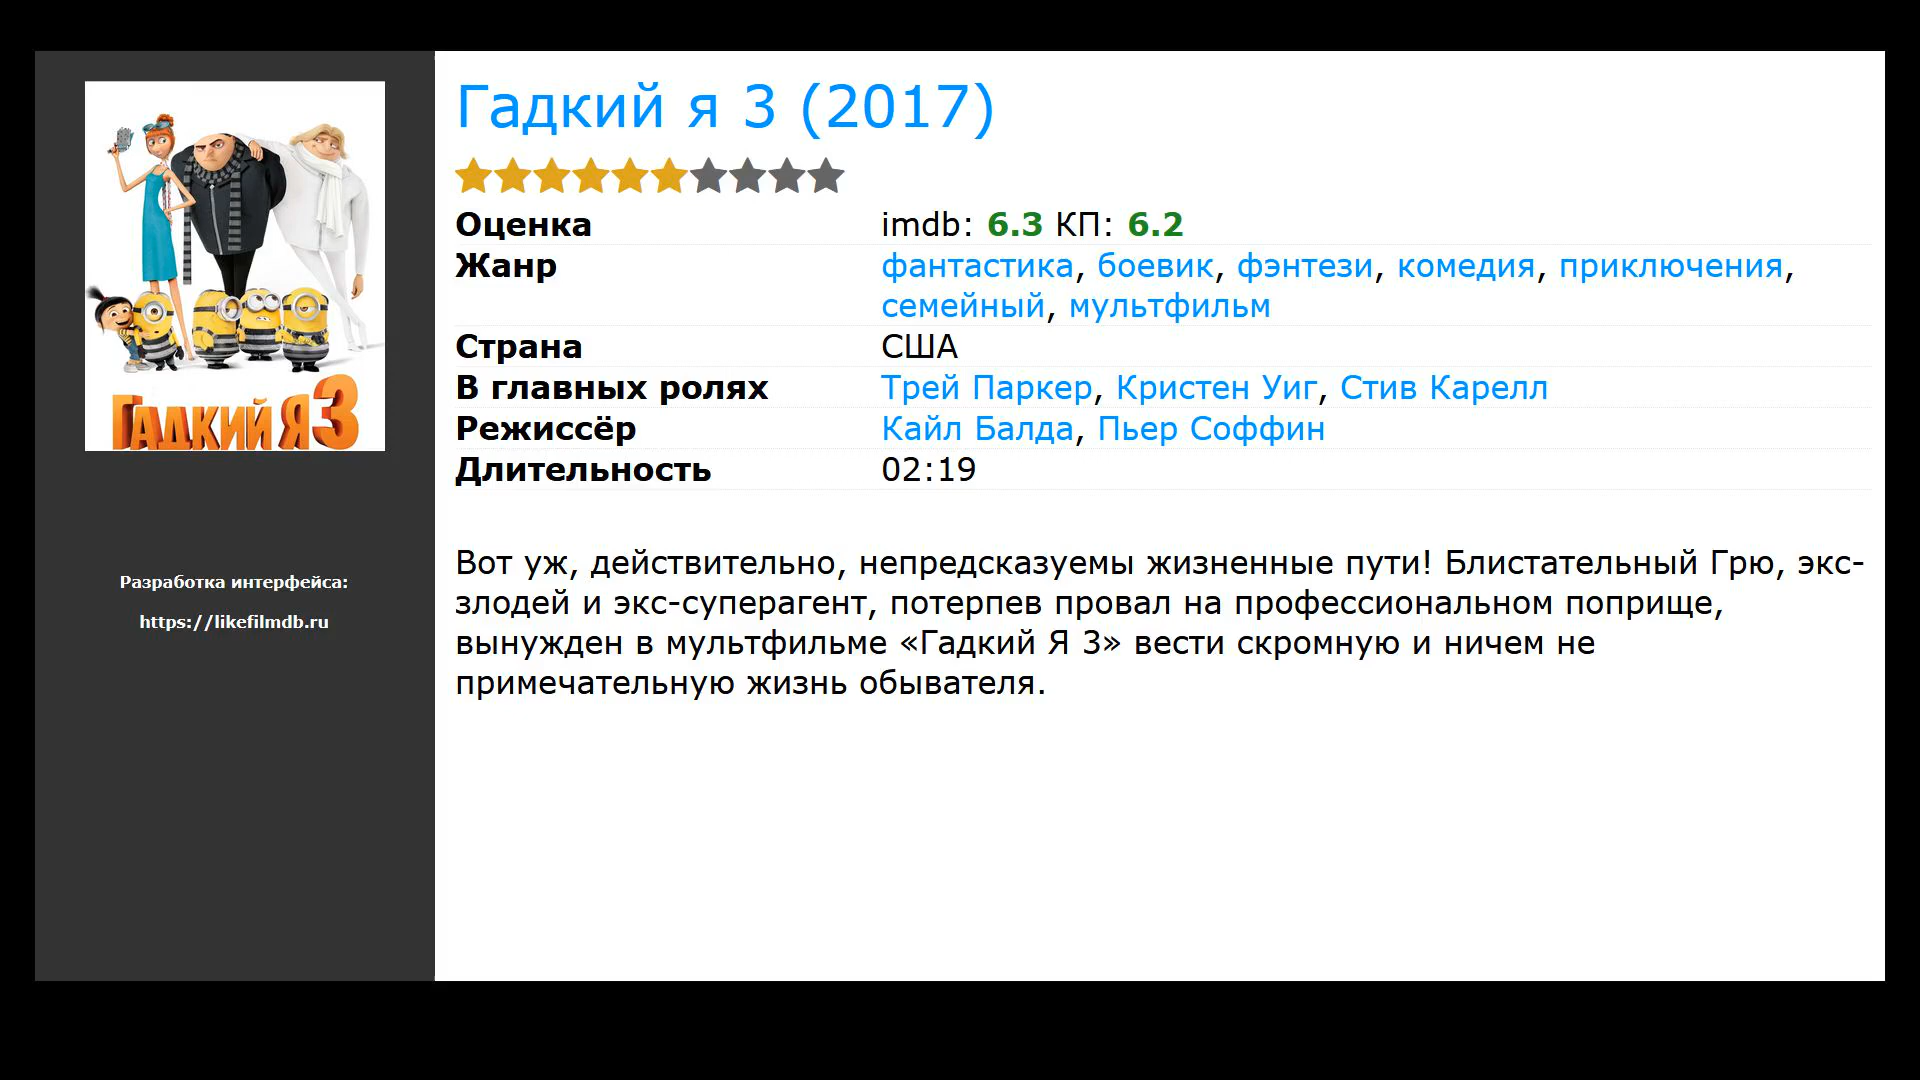 Гадкий Я 3
Разработка интерфейса:
https://likefilmdb.ru
Гадкий я 3 (2017)
Оценка imdb: 6.3 КП: 6.2
Жанр фантастика, боевик, фэнтези, комедия, приключения,
семейный, мультфильм
Страна США
В главных ролях Трей Паркер, Кристен Уиг, Стив Карелл
Режиссёр Кайл Балда, Пьер Соффин
Длительность 02:19
Вот уж, действительно, непредсказуемы жизненные пути! Блистательный Грю, экс-
злодей и экс-суперагент, потерпев провал на профессиональном поприще,
вынужден в мультфильме «Гадкий Я 3» вести скромную и ничем не
примечательную жизнь обывателя.